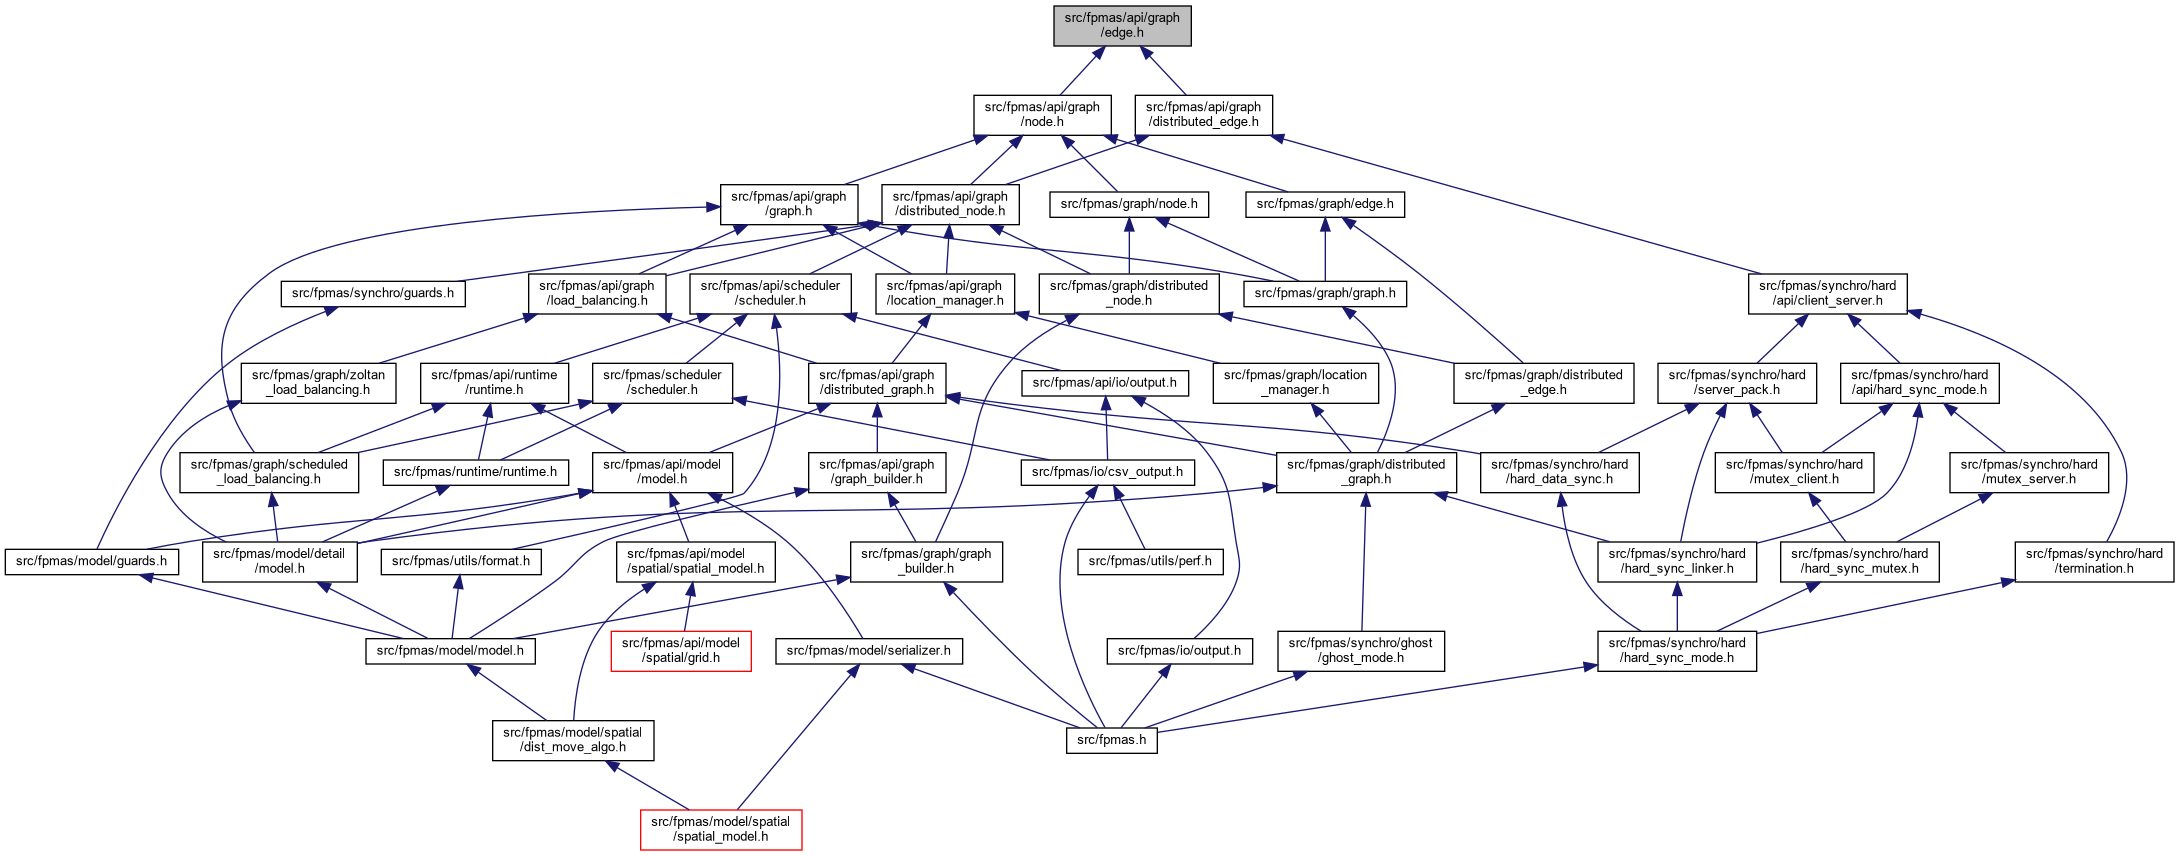 src/fpmas/api/graph
/edge.h
src/fpmas/api/graph
/node.h
src/fpmas/api/graph
/distributed_edge.h
src/fpmas/api/graph
/graph.h
src/fpmas/api/graph
/distributed_node.h
src/fpmas/graph/node.h
src/fpmas/graph/edge.h
src/fpmas/synchro/guards.h
src/fpmas/api/graph
/load_balancing.h
src/fpmas/api/scheduler
/scheduler.h
src/fpmas/api/graph
/location_manager.h
src/fpmas/graph/distributed
_node.h
src/fpmas/graph/graph.h
src/fpmas/synchro/hard
/api/client_server.h
src/fpmas/graph/zoltan
_load_balancing.h
src/fpmas/api/runtime
/runtime.h
src/fpmas/scheduler
/scheduler.h
src/fpmas/api/graph
/distributed_graph.h
src/fpmas/api/io/output.h
src/fpmas/graph/location
_manager.h
src/fpmas/graph/distributed
_edge.h
src/fpmas/synchro/hard
/server_pack.h
src/fpmas/synchro/hard
/api/hard_sync_mode.h
src/fpmas/graph/scheduled
_load_balancing.h
src/fpmas/runtime/runtime.h
src/fpmas/api/model
/model.h
src/fpmas/api/graph
/graph_builder.h
src/fpmas/io/csv_output.h
src/fpmas/graph/distributed
_graph.h
src/fpmas/synchro/hard
/hard_data_sync.h
src/fpmas/synchro/hard
/mutex_client.h
src/fpmas/synchro/hard
/mutex_server.h
src/fpmas/model/guards.h
src/fpmas/model/detail
/model.h
src/fpmas/utils/format.h
src/fpmas/api/model
/spatial/spatial_model.h
src/fpmas/graph/graph
_builder.h
src/fpmas/utils/perf.h
src/fpmas/synchro/hard
/hard_sync_linker.h
src/fpmas/synchro/hard
/hard_sync_mutex.h
src/fpmas/synchro/hard
/termination.h
src/fpmas/model/model.h
src/fpmas/api/model
/spatial/grid.h
src/fpmas/model/serializer.h
src/fpmas/io/output.h
src/fpmas/synchro/ghost
/ghost_mode.h
src/fpmas/synchro/hard
/hard_sync_mode.h
src/fpmas/model/spatial
/dist_move_algo.h
src/fpmas.h
src/fpmas/model/spatial
/spatial_model.h